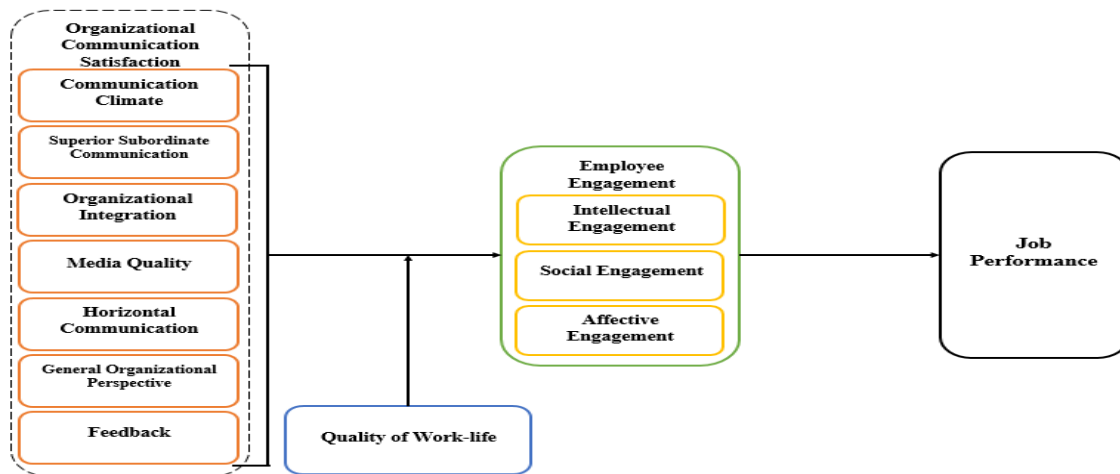 Organizational
Communication
Satisfaction
Communication
Climate
Superior Subordinate
Communication
Organizational
Integration
Media Quality
Horizontal
Communication
General Organizational
Perspective
Feedback
Quality of Work-life
Employee
Engagement
Intellectual
Engagement
Social Engagement
Affective
Engagement
Job
Performance